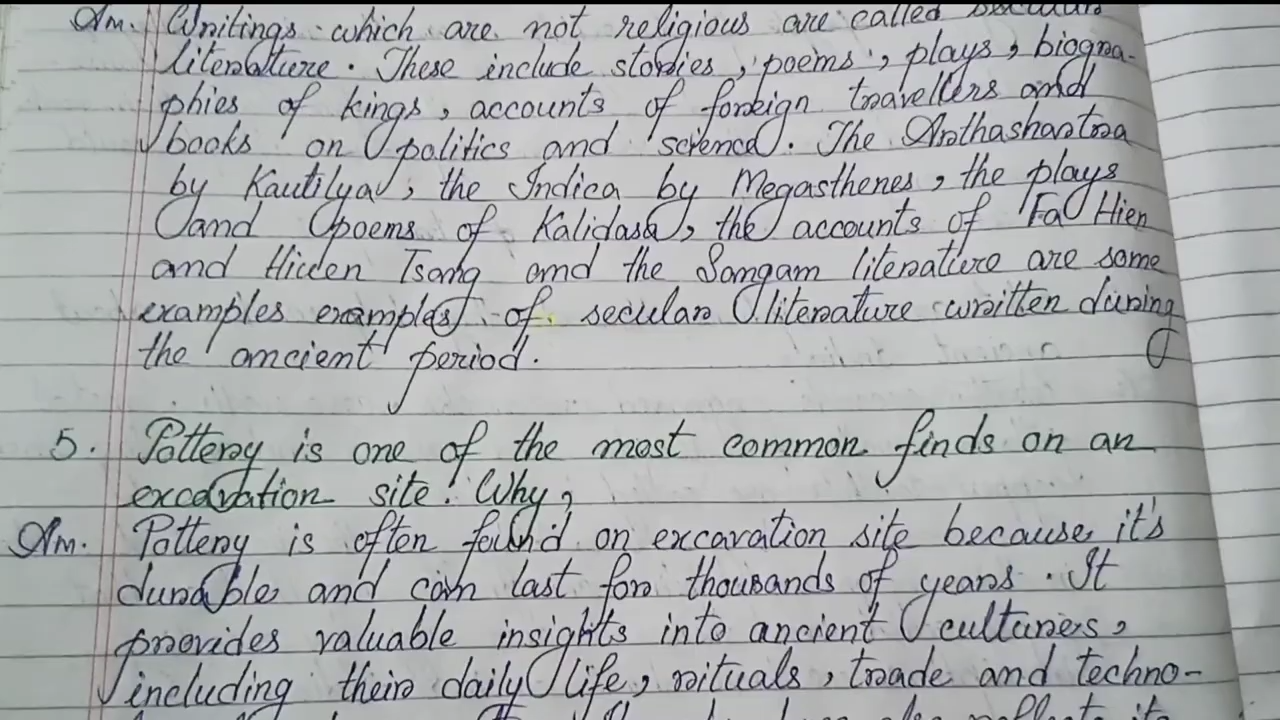 Ans. Writings which are not religious are called secular
literature. These include stories, poems, plays, biogra-
phies of kings, accounts of foreign travellers and
books on politics and science. The Arthashastra
by Kautilya, the Indica by Megasthenes, the plays
and poems of Kalidasa, the accounts of Fa Hien
and Hiuen Tsang and the Sangam literature are some
examples examples of secular literature written during
the ancient period.
5. Pottery is one of the most common finds on an
excavation site. Why?
Ans. Pottery is often found on excavation site because it's
durable and can last for thousands of years. It
provides valuable insights into ancient cultures,
including their daily life, rituals, trade and techno-